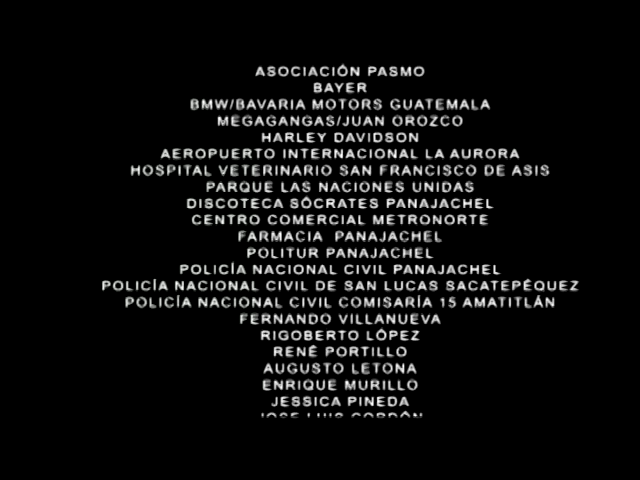 ASOCIACIÓN PASMO
BAYER
BMW/BAVARIA MOTORS GUATEMALA
MEGAGANGAS/JUAN OROZCO
HARLEY DAVIDSON
AEROPUERTO INTERNACIONAL LA AURORA
HOSPITAL VETERINARIO SAN FRANCISCO DE ASIS
PARQUE LAS NACIONES UNIDAS
DISCOTECA SÓCRATES PANAJACHEL
CENTRO COMERCIAL METRONORTE
FARMACIA PANAJACHEL
POLITUR PANAJACHEL
POLICÍA NACIONAL CIVIL PANAJACHEL
POLICÍA NACIONAL CIVIL DE SAN LUCAS SACATEPÉQUEZ
POLICÍA NACIONAL CIVIL COMISARÍA 15 AMATITLÁN
FERNANDO VILLANUEVA
RIGOBERTO LÓPEZ
RENÉ PORTILLO
AUGUSTO LETONA
ENRIQUE MURILLO
JESSICA PINEDA
JOSE LUIS CORDÓN